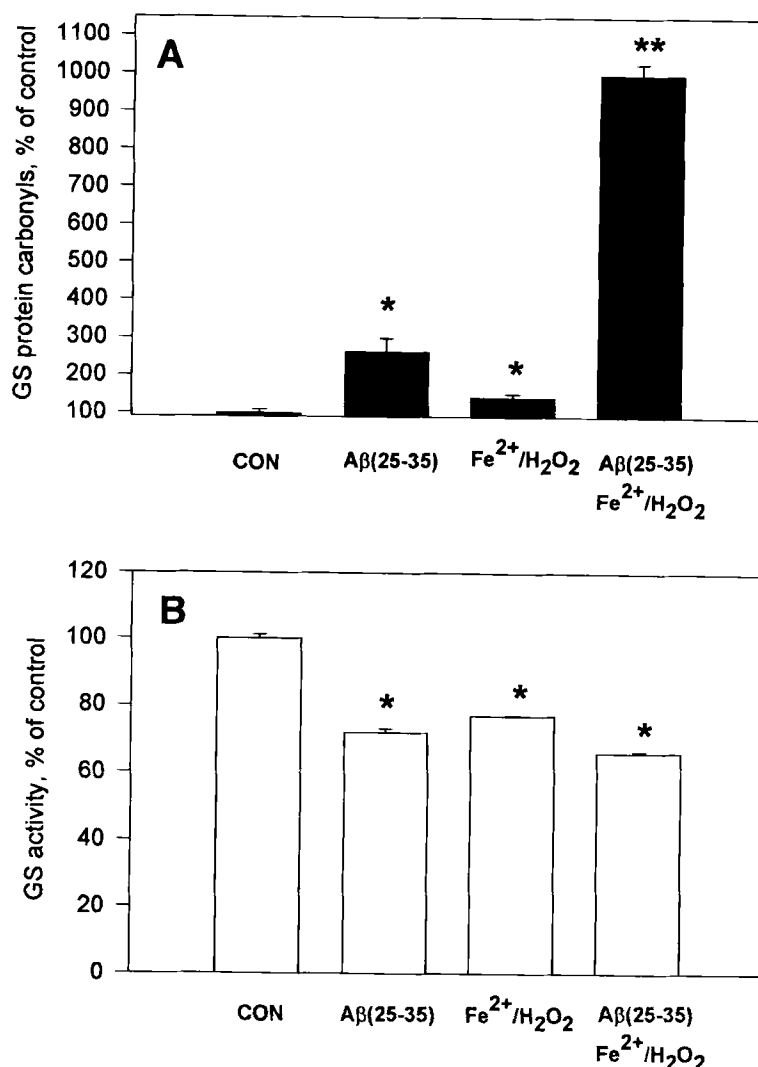 A
GS protein carbonyls, % of control
1100
1000
900
800
700
600
500
400
300
200
100
*
*
**
CON
Aβ(25-35)
Fe²⁺/H₂O₂
Aβ(25-35)
Fe²⁺/H₂O₂
B
GS activity, % of control
120
100
80
60
40
20
0
*
*
*
CON
Aβ(25-35)
Fe²⁺/H₂O₂
Aβ(25-35)
Fe²⁺/H₂O₂